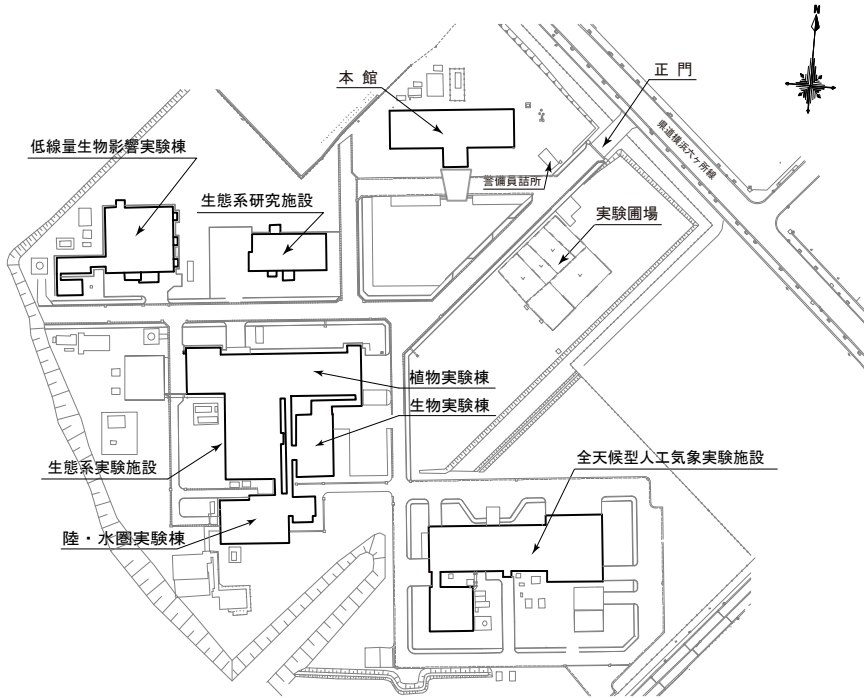 N
正門
本館
県道横浜六ヶ所線
低線量生物影響実験棟
警備員詰所
生態系研究施設
実験圃場
植物実験棟
生物実験棟
全天候型人工気象実験施設
生態系実験施設
陸・水圏実験棟